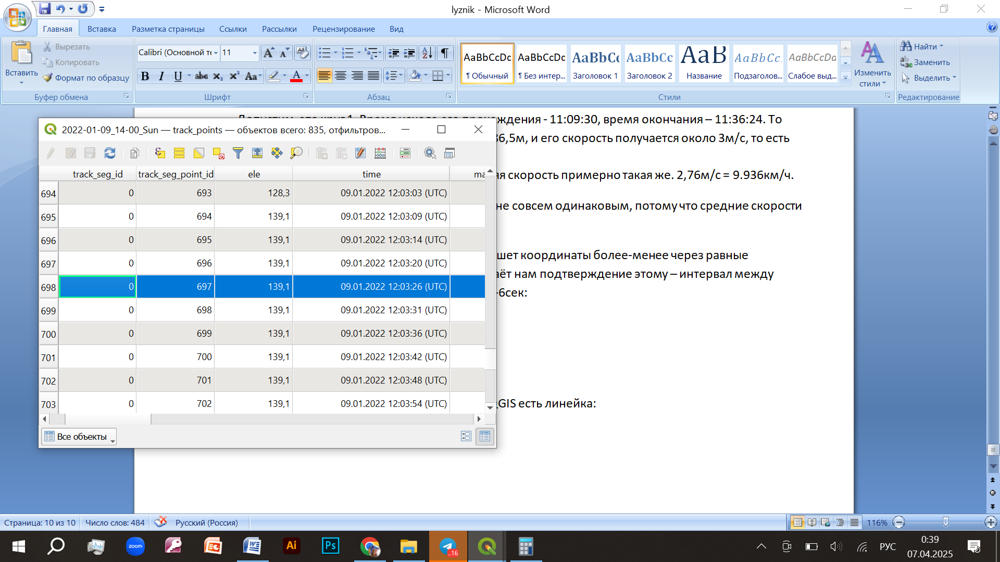 lyznik - Microsoft Word
Главная Вставка Разметка страницы Ссылки Рассылки Рецензирование Вид
Вставить
Вырезать
Копировать
Формат по образцу
Буфер обмена
Calibri (Основной те 11
Шрифт
Абзац
AaBbCcDc AaBbCcDc AaBbCc AaBbCc АаВ AaBbCc. AaBbCcDa
¶ Обычный ¶ Без интер... Заголовок 1 Заголовок 2 Название Подзаголов... Слабое выд...
Стили
Изменить стили
Найти
Заменить
Выделить
Редактирование
ждения - 11:09:30, время окончания – 11:36:24. То
36,5м, и его скорость получается около 3м/с, то есть
яя скорость примерно такая же. 2,76м/с = 9.936км/ч.
не совсем одинаковым, потому что средние скорости
шет координаты более-менее через равные
аёт нам подтверждение этому – интервал между
-6сек:
QGIS есть линейка:
2022-01-09_14-00_Sun — track_points — объектов всего: 835, отфильтров...
track_seg_id track_seg_point_id ele time ma
694 0 693 128,3 09.01.2022 12:03:03 (UTC)
695 0 694 139,1 09.01.2022 12:03:09 (UTC)
696 0 695 139,1 09.01.2022 12:03:14 (UTC)
697 0 696 139,1 09.01.2022 12:03:20 (UTC)
698 0 697 139,1 09.01.2022 12:03:26 (UTC)
699 0 698 139,1 09.01.2022 12:03:31 (UTC)
700 0 699 139,1 09.01.2022 12:03:36 (UTC)
701 0 700 139,1 09.01.2022 12:03:42 (UTC)
702 0 701 139,1 09.01.2022 12:03:48 (UTC)
703 0 702 139,1 09.01.2022 12:03:54 (UTC)
Все объекты
Страница: 10 из 10 Число слов: 484 Русский (Россия) 116%
zoom Ai Ps ..16 РУС
0:39
07.04.2025